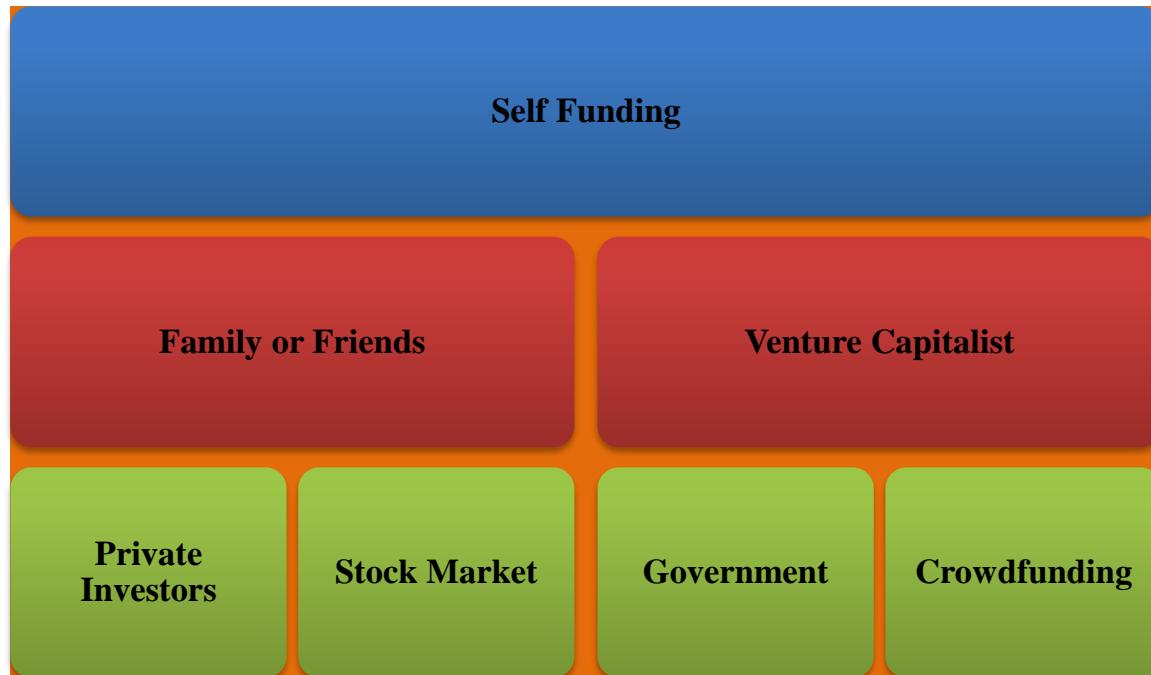 Self Funding
Family or Friends
Venture Capitalist
Private
Investors
Stock Market
Government
Crowdfunding